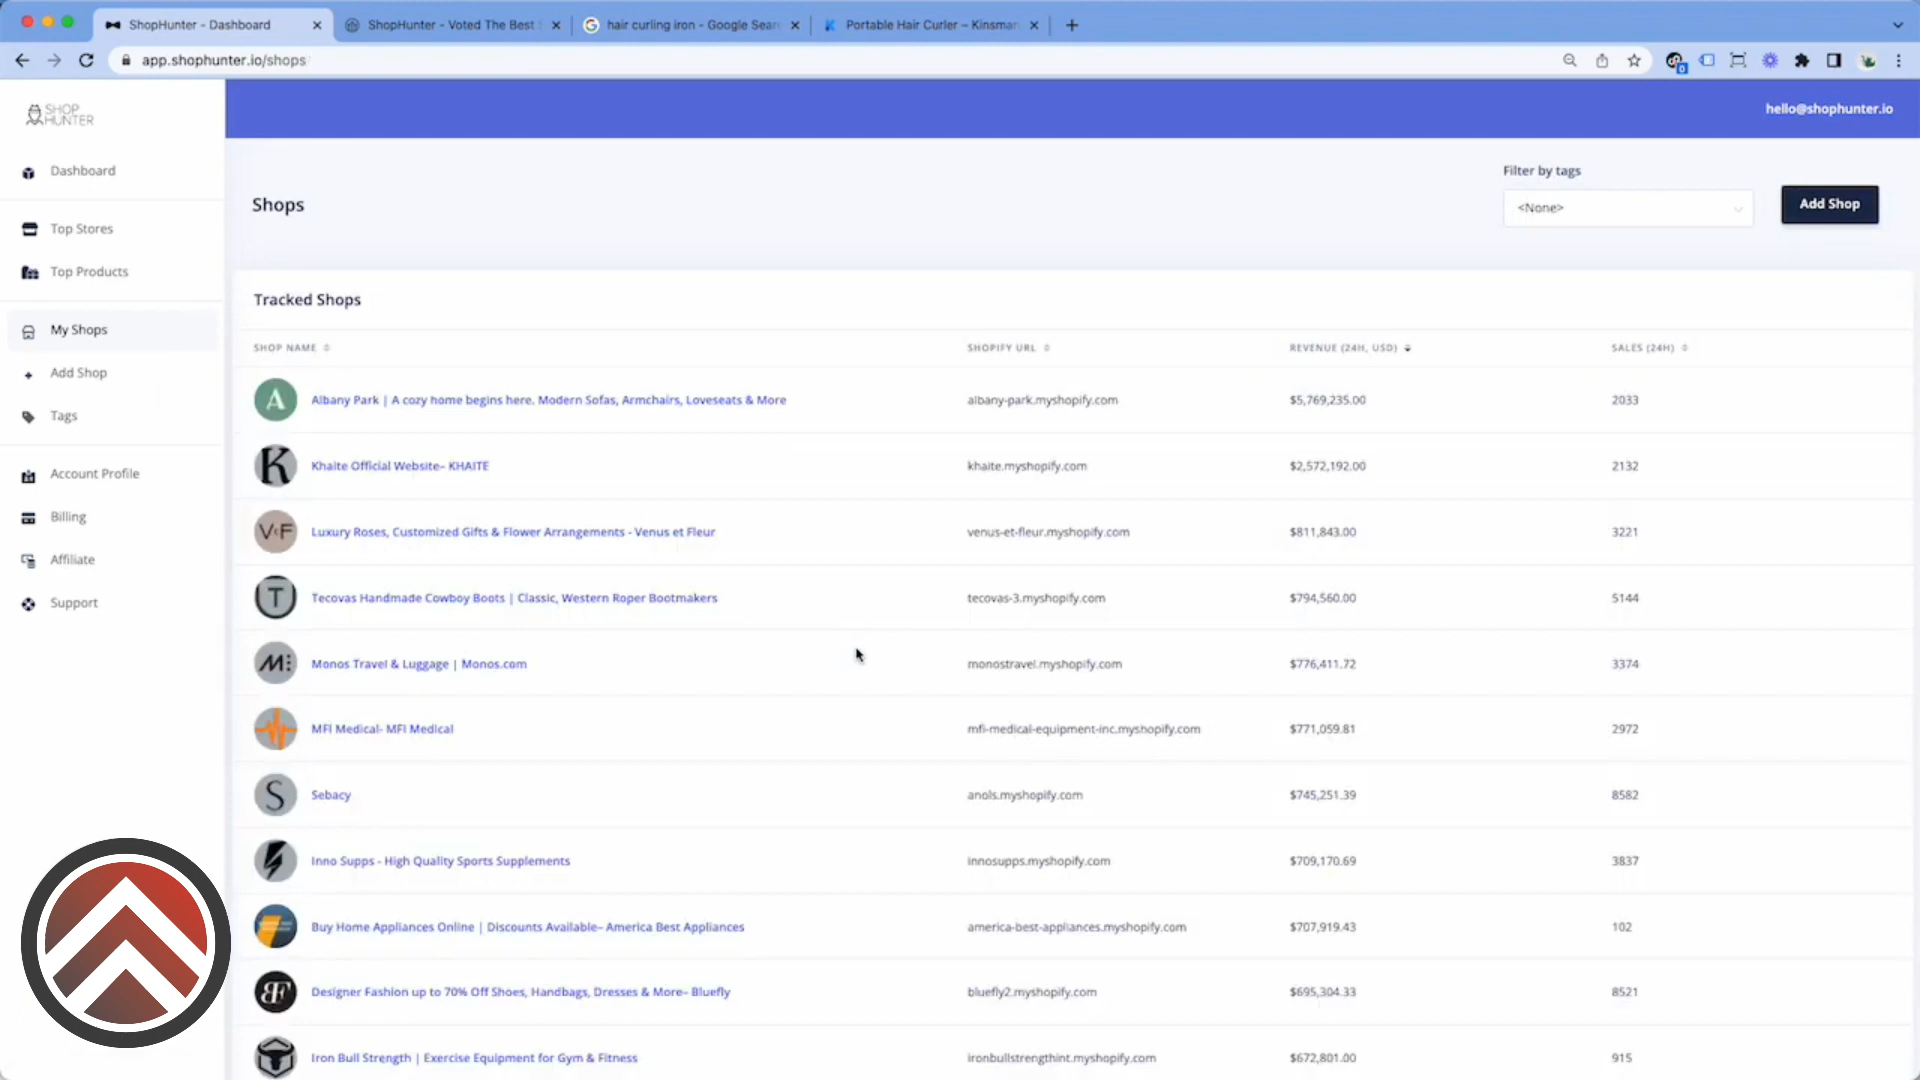 ShopHunter - Dashboard
ShopHunter - Voted The Best
hair curling iron - Google Sear
Portable Hair Curler – Kinsman
app.shophunter.io/shops
SHOP
HUNTER
hello@shophunter.io
Dashboard
Top Stores
Top Products
My Shops
Add Shop
Tags
Account Profile
Billing
Affiliate
Support
Shops
Filter by tags
<None>
Add Shop
Tracked Shops
SHOP NAME SHOPIFY URL REVENUE (24H, USD) SALES (24H)
A Albany Park | A cozy home begins here. Modern Sofas, Armchairs, Loveseats & More albany-park.myshopify.com $5,769,235.00 2033
K Khaite Official Website– KHAITE khaite.myshopify.com $2,572,192.00 2132
V€F Luxury Roses, Customized Gifts & Flower Arrangements - Venus et Fleur venus-et-fleur.myshopify.com $811,843.00 3221
T Tecovas Handmade Cowboy Boots | Classic, Western Roper Bootmakers tecovas-3.myshopify.com $794,560.00 5144
M Monos Travel & Luggage | Monos.com monostravel.myshopify.com $776,411.72 3374
MFI Medical- MFI Medical mfi-medical-equipment-inc.myshopify.com $771,059.81 2972
S Sebacy anols.myshopify.com $745,251.39 8582
Inno Supps - High Quality Sports Supplements innosupps.myshopify.com $709,170.69 3837
Buy Home Appliances Online | Discounts Available– America Best Appliances america-best-appliances.myshopify.com $707,919.43 102
BF Designer Fashion up to 70% Off Shoes, Handbags, Dresses & More– Bluefly bluefly2.myshopify.com $695,304.33 8521
Iron Bull Strength | Exercise Equipment for Gym & Fitness ironbullstrengthint.myshopify.com $672,801.00 915